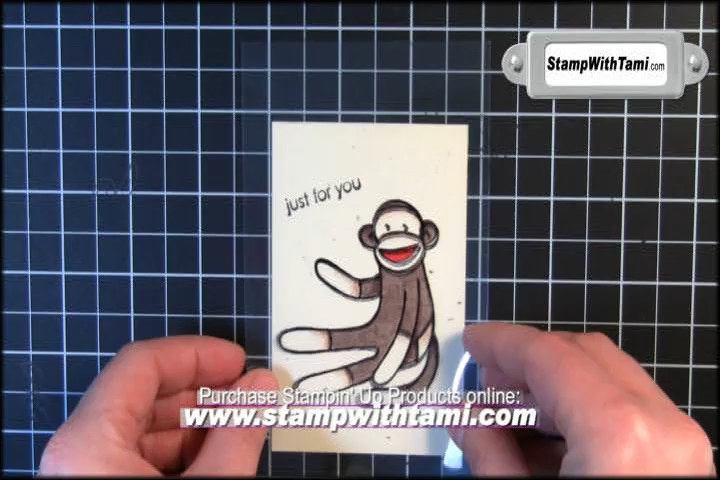 StampWithTami.com
just for you
Purchase Stampin' Up Products online:
www.stampwithtami.com